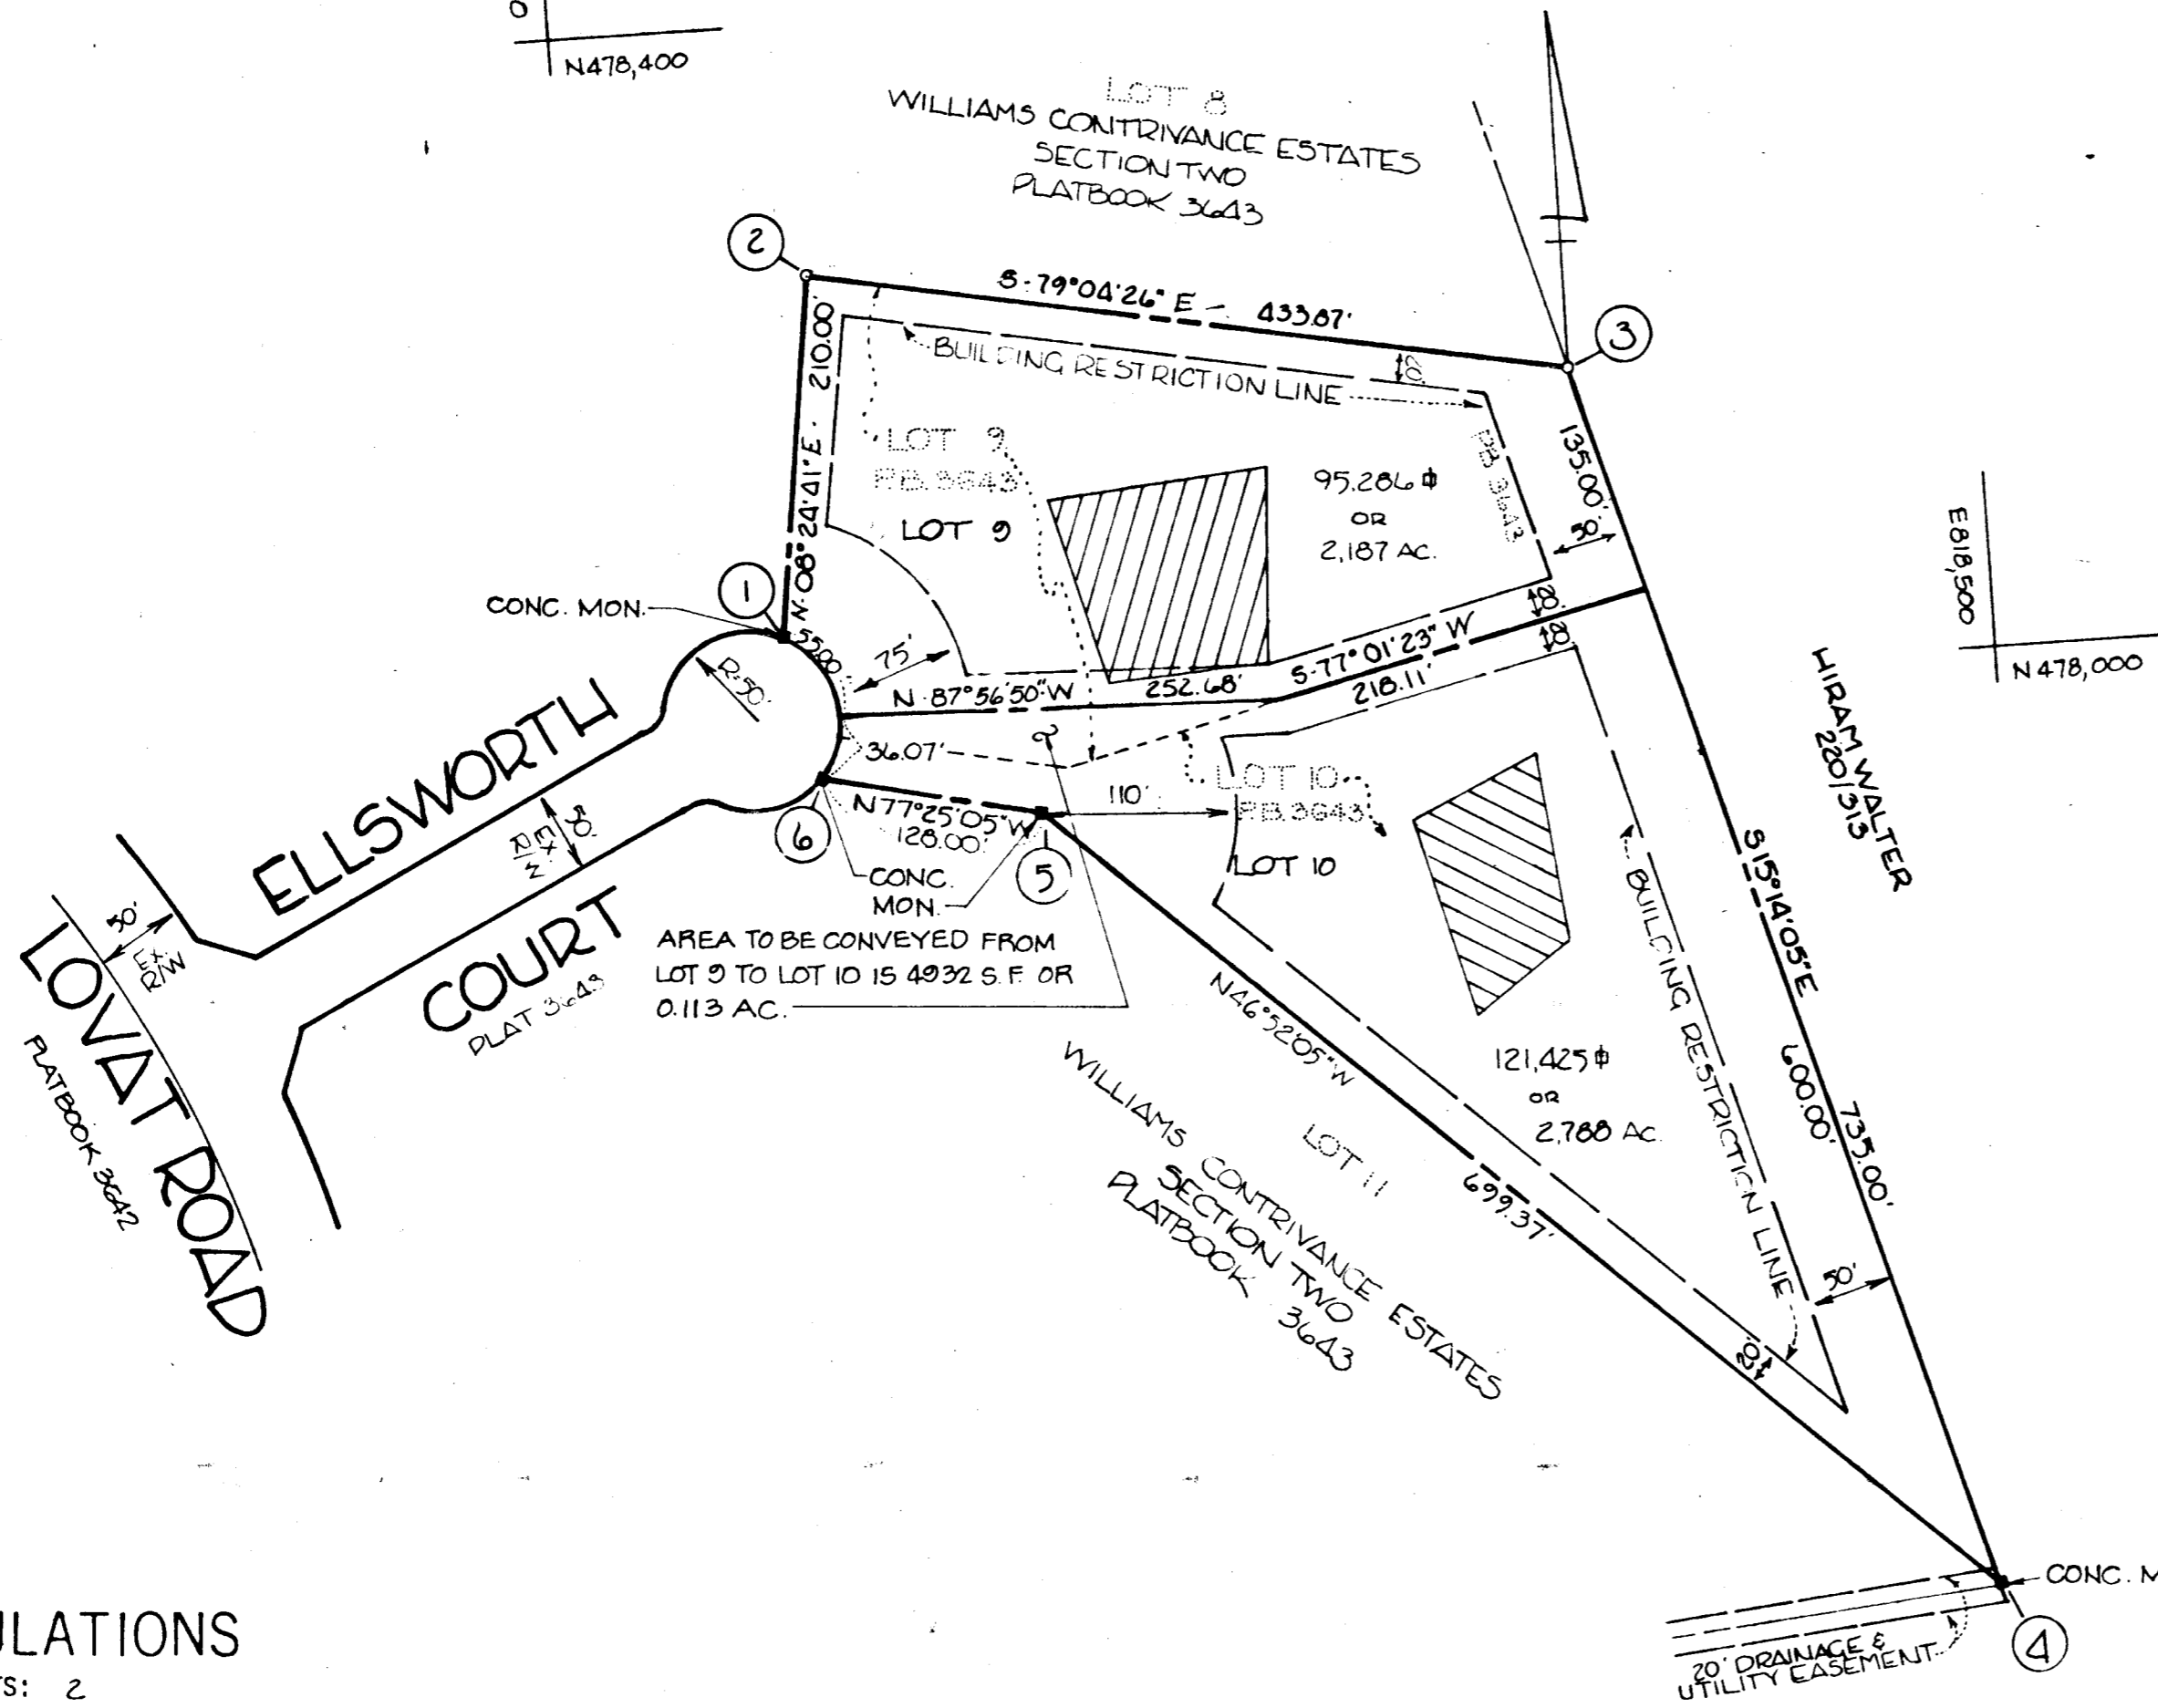 0
N478,400
LOT 8
WILLIAMS CONTRIVANCE ESTATES
SECTION TWO
PLATBOOK 3643
2
S-79°04'26" E - 433.87'
3
BUILDING RESTRICTION LINE
N-08°24'41"E. 210.00'
LOT 9
P.B. 3643
LOT 9
95,286
OR
2,187 AC.
P.B. 3643
135.00'
50'
E818,500
N478,000
CONC. MON.
1
55.00
75'
R=50'
N-87°56'50"W 252.68'
S-77°01'23" W
218.11'
HIRAM WALTER
220/313
36.07'
110'
LOT 10
P.B. 3643
LOT 10
N77°25'05"W
128.00'
6
5
CONC.
MON.
ELLSWORTH
COURT
PLAT 3643
50'
EX.
R/W
50'
EX.
R/W
LOVAT ROAD
PLATBOOK 3642
AREA TO BE CONVEYED FROM
LOT 9 TO LOT 10 IS 4932 S.F. OR
0.113 AC.
N46°52'05"W
699.37'
121,425
OR
2,788 AC.
BUILDING RESTRICTION LINE
S15°14'05"E
600.00'
735.00'
50'
20'
LOT 11
WILLIAMS CONTRIVANCE ESTATES
SECTION TWO
PLATBOOK 3643
CONC. M
4
20' DRAINAGE &
UTILITY EASEMENT
ULATIONS
TS: 2